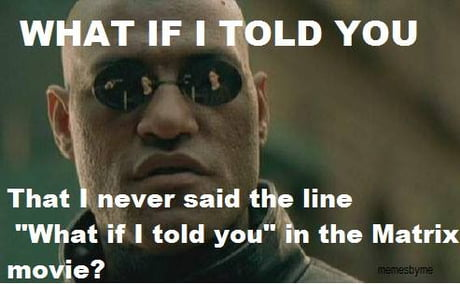 WHAT IF I TOLD YOU
That I never said the line
"What if I told you" in the Matrix
movie?
memesbyme